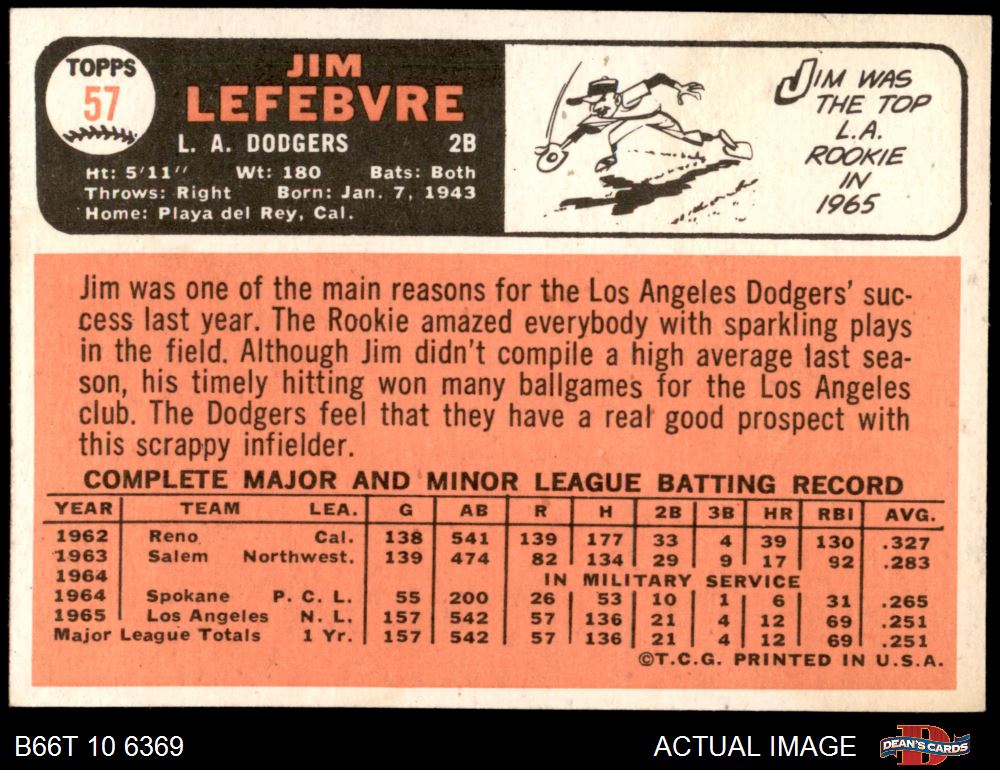 TOPPS
57
JIM
LEFEBVRE
L. A. DODGERS 2B
Ht: 5'11" Wt: 180 Bats: Both
Throws: Right Born: Jan. 7, 1943
Home: Playa del Rey, Cal.
JIM WAS
THE TOP
L.A.
ROOKIE
IN
1965
Jim was one of the main reasons for the Los Angeles Dodgers' suc-
cess last year. The Rookie amazed everybody with sparkling plays
in the field. Although Jim didn't compile a high average last sea-
son, his timely hitting won many ballgames for the Los Angeles
club. The Dodgers feel that they have a real good prospect with
this scrappy infielder.
COMPLETE MAJOR AND MINOR LEAGUE BATTING RECORD
YEAR TEAM LEA. G AB R H 2B 3B HR RBI AVG.
1962 Reno Cal. 138 541 139 177 33 4 39 130 .327
1963 Salem Northwest. 139 474 82 134 29 9 17 92 .283
1964 IN MILITARY SERVICE
1964 Spokane P. C. L. 55 200 26 53 10 1 6 31 .265
1965 Los Angeles N. L. 157 542 57 136 21 4 12 69 .251
Major League Totals 1 Yr. 157 542 57 136 21 4 12 69 .251
©T.C.G. PRINTED IN U.S.A.
B66T 10 6369
ACTUAL IMAGE
DEAN'S CARDS